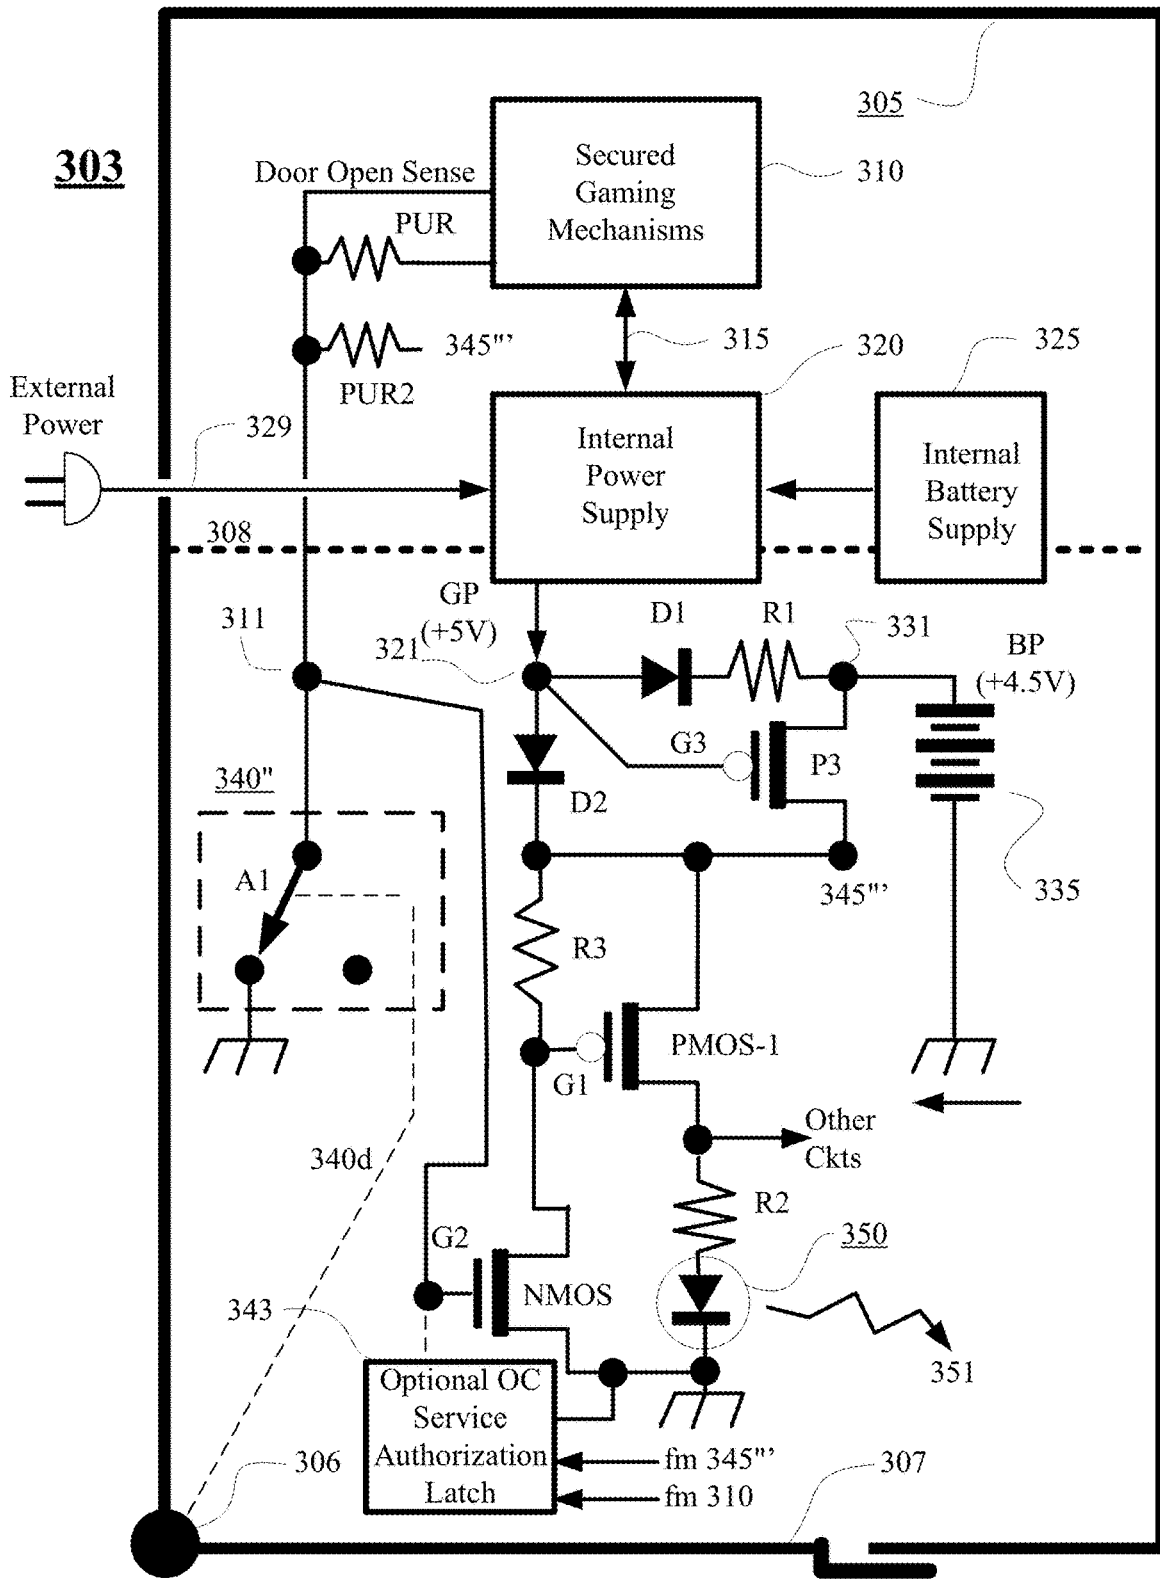 305
303
Secured
Gaming
Mechanisms
310
Door Open Sense
PUR
345"'
PUR2
315
320
325
External
Power
329
Internal
Power
Supply
Internal
Battery
Supply
308
GP
(+5V)
D1
R1
331
BP
(+4.5V)
311
321
G3
P3
340"
D2
A1
345"'
335
R3
PMOS-1
G1
Other
Ckts
340d
R2
350
G2
NMOS
343
351
Optional OC
Service
Authorization
Latch
fm 345"'
fm 310
306
307